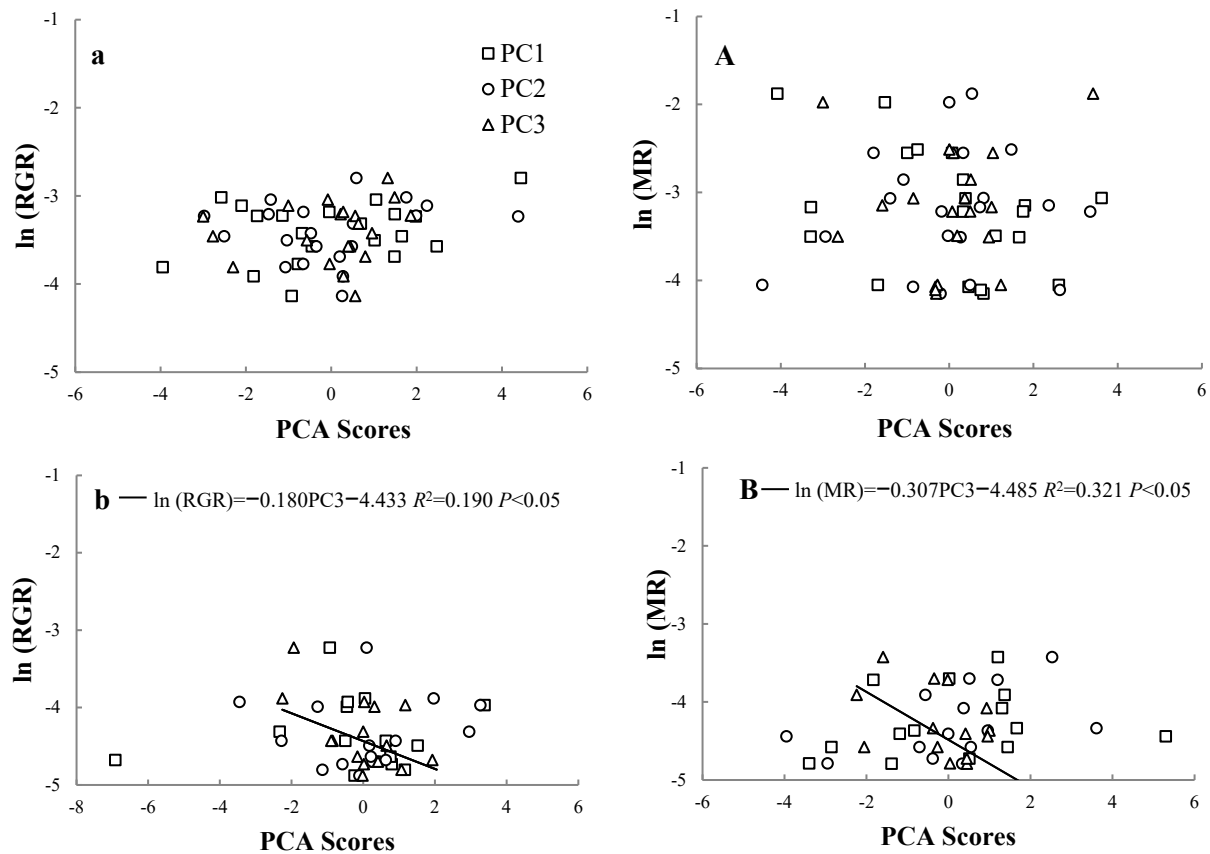 a
PC1
PC2
PC3
-1
-2
-3
-4
-5
-6
-4
-2
0
2
4
6
ln (RGR)
PCA Scores
A
-1
-2
-3
-4
-5
-6
-4
-2
0
2
4
6
ln (MR)
PCA Scores
b
ln (RGR)=−0.180PC3−4.433 R²=0.190 P<0.05
-1
-2
-3
-4
-5
-8
-6
-4
-2
0
2
4
6
ln (RGR)
PCA Scores
B
ln (MR)=−0.307PC3−4.485 R²=0.321 P<0.05
-1
-2
-3
-4
-5
-6
-4
-2
0
2
4
6
ln (MR)
PCA Scores